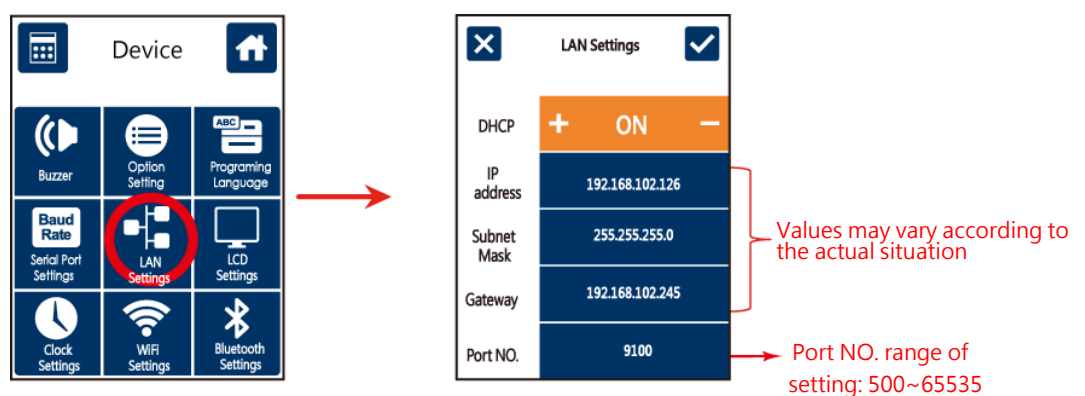 Device
Buzzer
Option
Setting
ABC
Programing
Language
Baud
Rate
Serial Port
Settings
LAN
Settings
LCD
Settings
Clock
Settings
WiFi
Settings
Bluetooth
Settings
LAN Settings
DHCP
+ ON −
IP
address
192.168.102.126
Subnet
Mask
255.255.255.0
Gateway
192.168.102.245
Port NO.
9100
Values may vary according to
the actual situation
Port NO. range of
setting: 500~65535